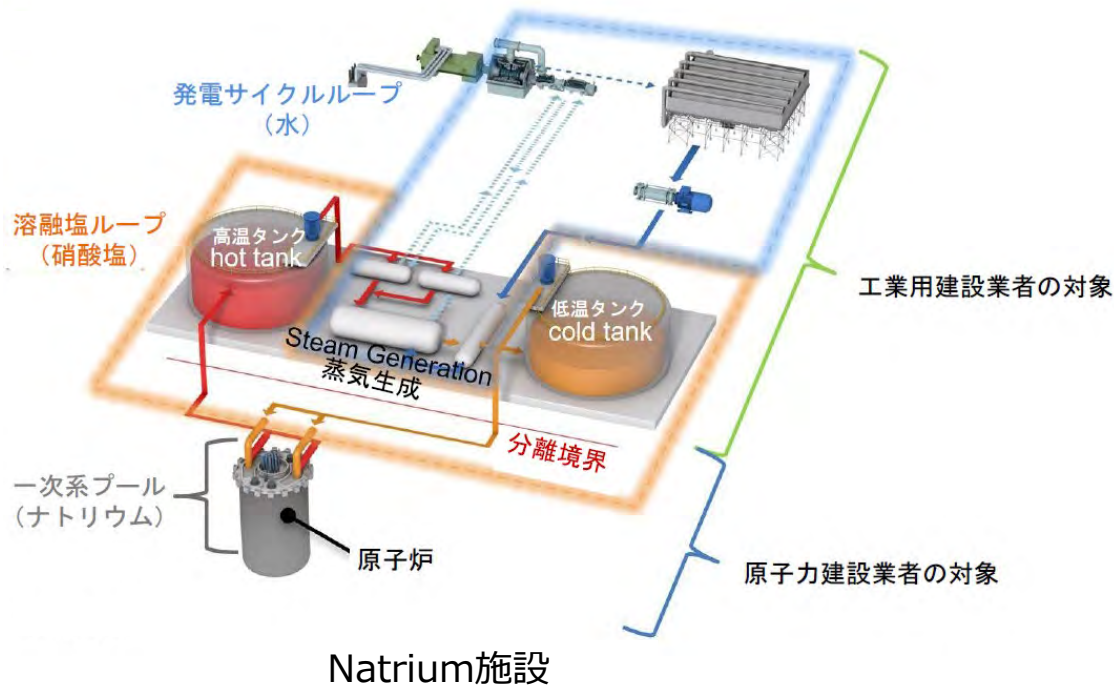 発電サイクルループ
（水）
溶融塩ループ
（硝酸塩）
高温タンク
hot tank
低温タンク
cold tank
Steam Generation
蒸気生成
分離境界
工業用建設業者の対象
一次系プール
（ナトリウム）
原子炉
原子力建設業者の対象
Natrium施設